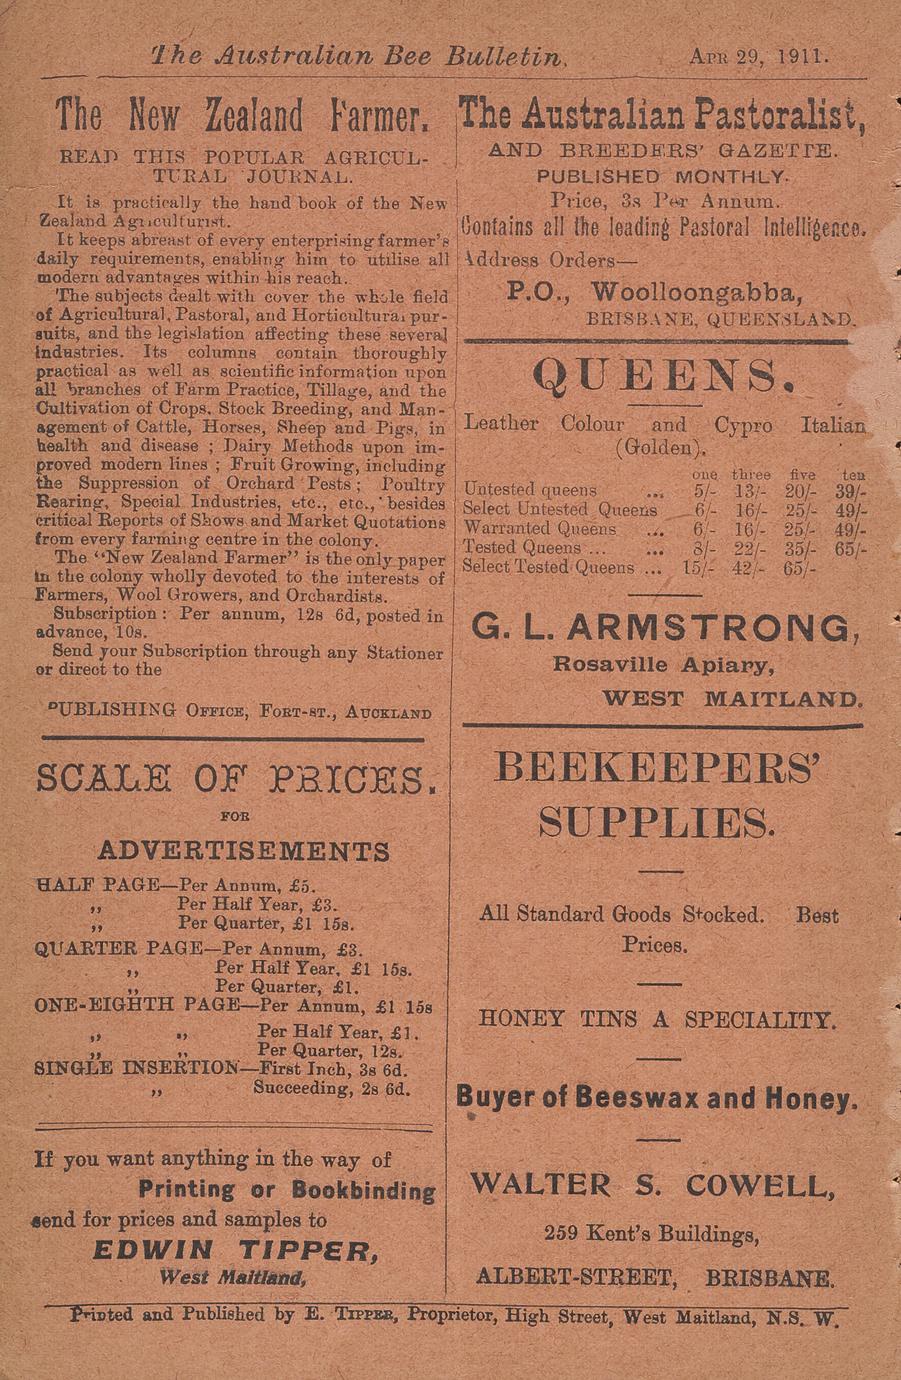 The Australian Bee Bulletin. Apr 29, 1911.
The New Zealand Farmer.
READ THIS POPULAR AGRICUL-
TURAL JOURNAL.
It is practically the hand book of the New
Zealand Agriculturist.
It keeps abreast of every enterprising farmer's
daily requirements, enabling him to utilise all
modern advantages within his reach.
The subjects dealt with cover the whole field
of Agricultural, Pastoral, and Horticultural pur-
suits, and the legislation affecting these several
industries. Its columns contain thoroughly
practical as well as scientific information upon
all branches of Farm Practice, Tillage, and the
Cultivation of Crops. Stock Breeding, and Man-
agement of Cattle, Horses, Sheep and Pigs, in
health and disease ; Dairy Methods upon im-
proved modern lines ; Fruit Growing, including
the Suppression of Orchard Pests ; Poultry
Rearing, Special Industries, etc., etc., besides
critical Reports of Shows and Market Quotations
from every farming centre in the colony.
The "New Zealand Farmer" is the only paper
in the colony wholly devoted to the interests of
Farmers, Wool Growers, and Orchardists.
Subscription : Per annum, 12s 6d, posted in
advance, 10s.
Send your Subscription through any Stationer
or direct to the
PUBLISHING OFFICE, FORT-ST., AUCKLAND
SCALE OF PRICES.
FOR
ADVERTISEMENTS
HALF PAGE—Per Annum, £5.
,, Per Half Year, £3.
,, Per Quarter, £1 15s.
QUARTER PAGE—Per Annum, £3.
,, Per Half Year, £1 15s.
,, Per Quarter, £1.
ONE-EIGHTH PAGE—Per Annum, £1 15s
,, ,, Per Half Year, £1.
,, ,, Per Quarter, 12s.
SINGLE INSERTION—First Inch, 3s 6d.
,, Succeeding, 2s 6d.
If you want anything in the way of
Printing or Bookbinding
send for prices and samples to
EDWIN TIPPER,
West Maitland,
The Australian Pastoralist,
AND BREEDERS' GAZETTE.
PUBLISHED MONTHLY.
Price, 3s Per Annum.
Contains all the leading Pastoral Intelligence.
Address Orders—
P.O., Woolloongabba,
BRISBANE, QUEENSLAND.
QUEENS.
Leather Colour and Cypro Italian
(Golden).
one three five ten
Untested queens ... 5/- 13/- 20/- 39/-
Select Untested Queens 6/- 16/- 25/- 49/-
Warranted Queens ... 6/- 16/- 25/- 49/-
Tested Queens ... ... 8/- 22/- 35/- 65/-
Select Tested Queens ... 15/- 42/- 65/-
G. L. ARMSTRONG,
Rosaville Apiary,
WEST MAITLAND.
BEEKEEPERS'
SUPPLIES.
All Standard Goods Stocked. Best
Prices.
HONEY TINS A SPECIALITY.
Buyer of Beeswax and Honey.
WALTER S. COWELL,
259 Kent's Buildings,
ALBERT-STREET, BRISBANE.
Printed and Published by E. TIPPER, Proprietor, High Street, West Maitland, N.S. W.